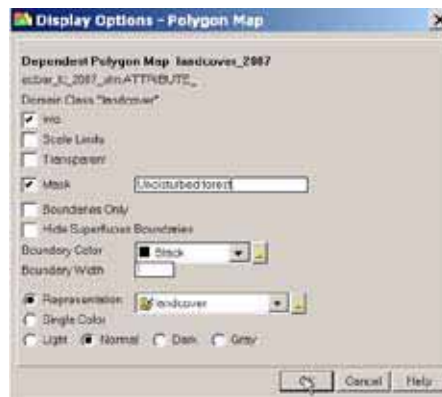 Display Options - Polygon Map
Dependent Polygon Map landcover_2007
Domain Class "landcover"
Info
Scale Limits
Transparent
Mask Undisturbed forest
Boundaries Only
Hide Superfluous Boundaries
Boundary Color Black
Boundary Width
Representation landcover
Single Color
Light Normal Dark Gray
OK Cancel Help